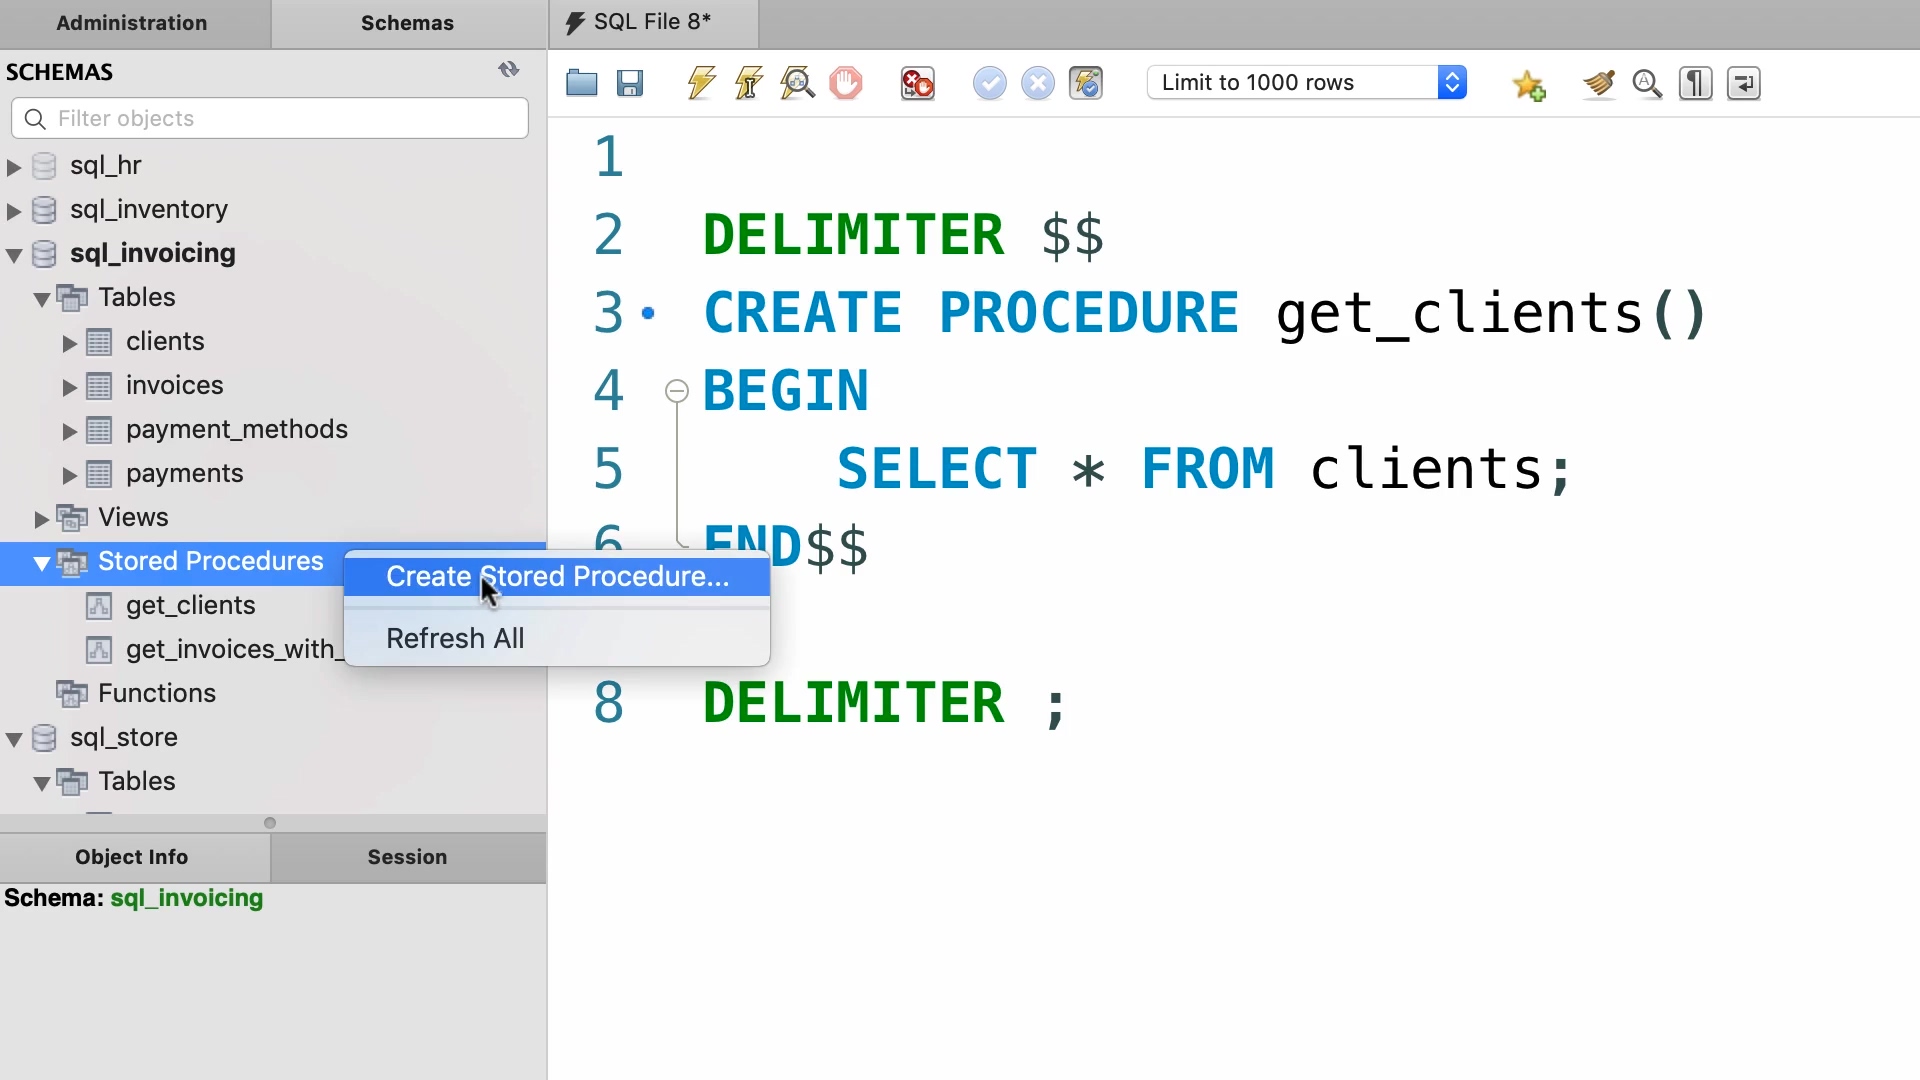 Administration
Schemas
SQL File 8*
SCHEMAS
Limit to 1000 rows
Filter objects
sql_hr
sql_inventory
sql_invoicing
Tables
clients
invoices
payment_methods
payments
Views
Stored Procedures
get_clients
get_invoices_with_
Functions
sql_store
Tables
Create Stored Procedure...
Refresh All
Object Info
Session
Schema: sql_invoicing
1
2 DELIMITER $$
3 CREATE PROCEDURE get_clients()
4 BEGIN
5 SELECT * FROM clients;
6 END$$
8 DELIMITER ;